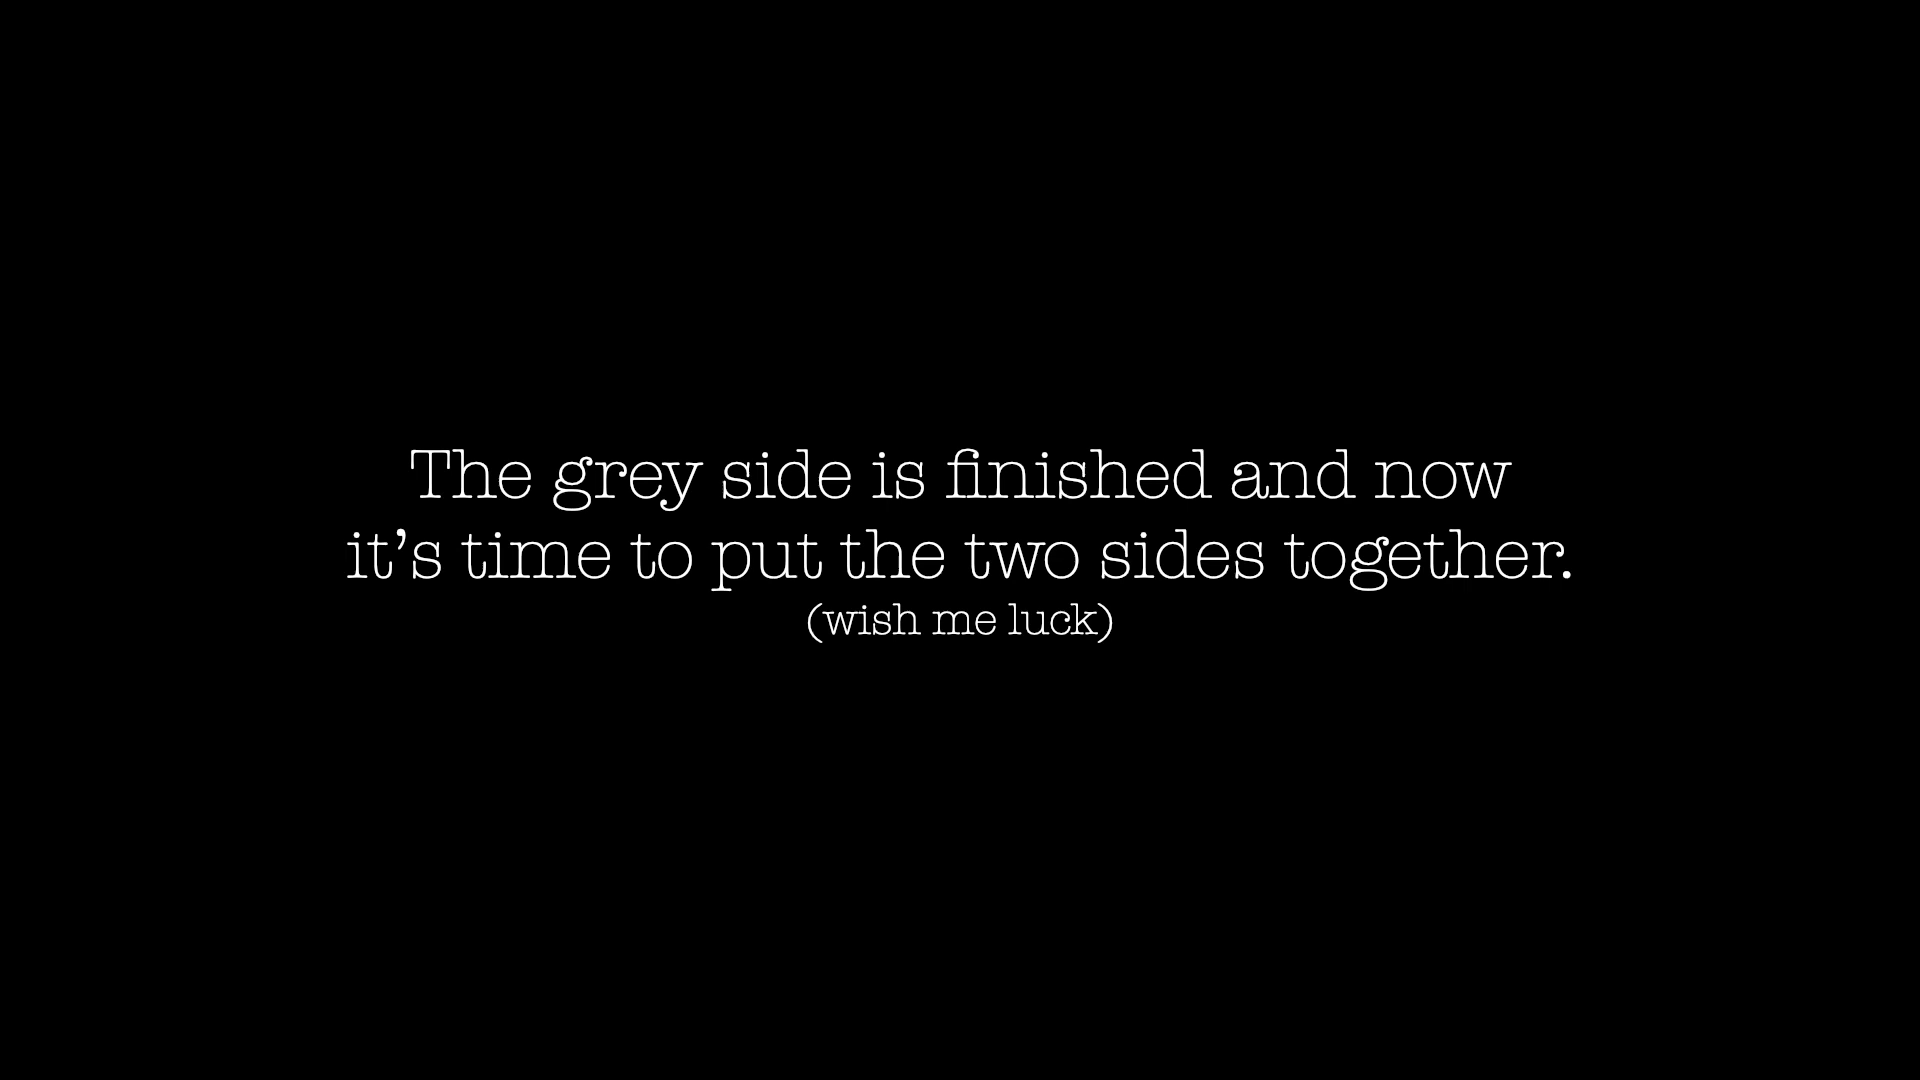 The grey side is finished and now
it’s time to put the two sides together.
(wish me luck)